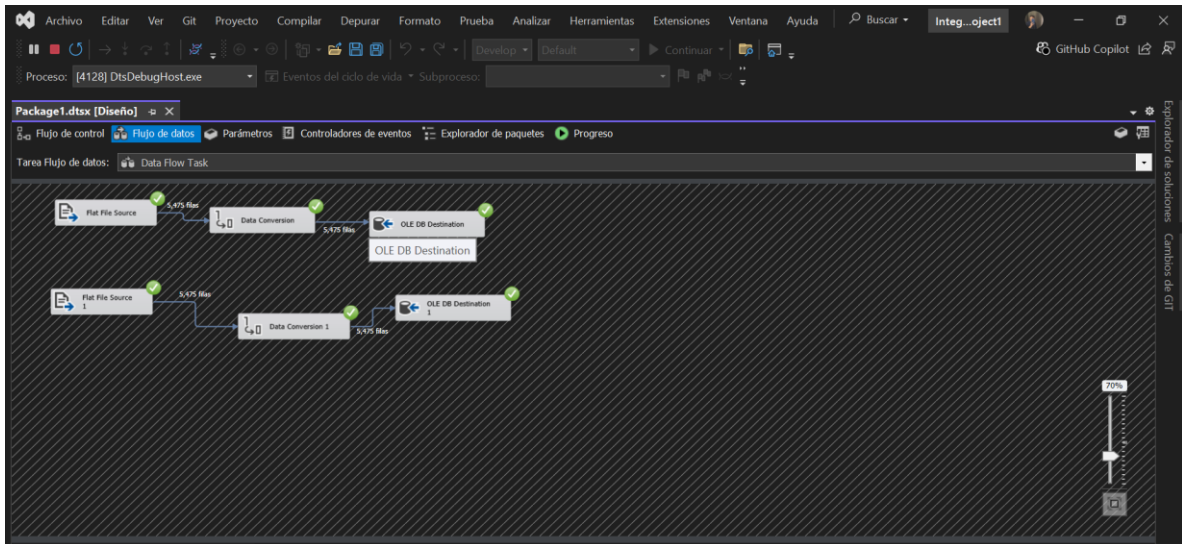 Archivo Editar Ver Git Proyecto Compilar Depurar Formato Prueba Analizar Herramientas Extensiones Ventana Ayuda Buscar Integ...oject1
Develop Default Continuar GitHub Copilot
Proceso: [4128] DtsDebugHost.exe Eventos del ciclo de vida Subproceso:
Package1.dtsx [Diseño]
Flujo de control Flujo de datos Parámetros Controladores de eventos Explorador de paquetes Progreso
Tarea Flujo de datos: Data Flow Task
Flat File Source
5,475 filas
Data Conversion
5,475 filas
OLE DB Destination
OLE DB Destination
Flat File Source
1
5,475 filas
Data Conversion 1
5,475 filas
OLE DB Destination
1
70%
Explorador de soluciones
Cambios de GIT